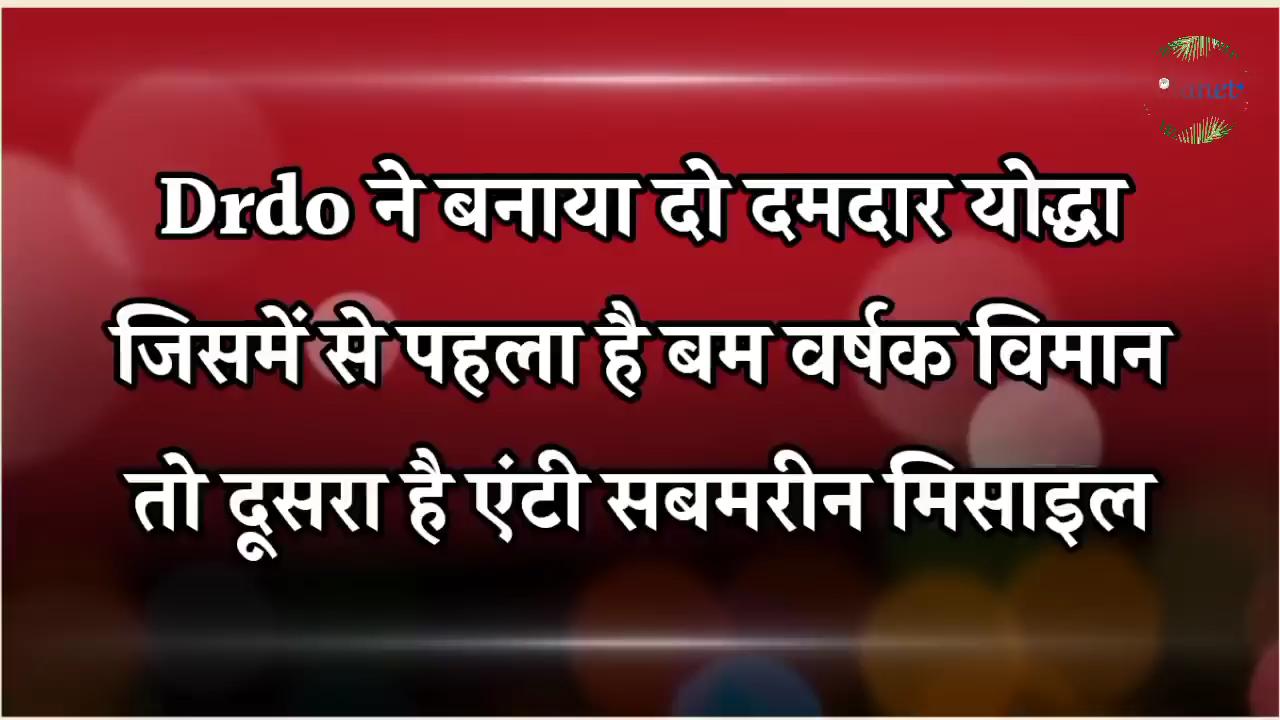 Drdo ने बनाया दो दमदार योद्धा
जिसमें से पहला है बम वर्षक विमान
तो दूसरा है एंटी सबमरीन मिसाइल